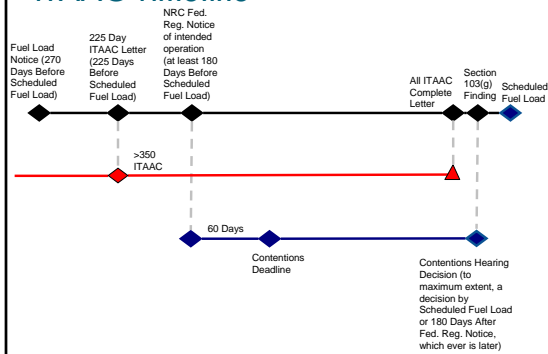 ITAAC Timeline
Fuel Load
Notice (270
Days Before
Scheduled
Fuel Load)
225 Day
ITAAC Letter
(225 Days
Before
Scheduled
Fuel Load)
NRC Fed.
Reg. Notice
of intended
operation
(at least 180
Days Before
Scheduled
Fuel Load)
All ITAAC
Complete
Letter
Section
103(g)
Finding
Scheduled
Fuel Load
>350
ITAAC
60 Days
Contentions
Deadline
Contentions Hearing
Decision (to
maximum extent, a
decision by
Scheduled Fuel Load
or 180 Days After
Fed. Reg. Notice,
which ever is later)